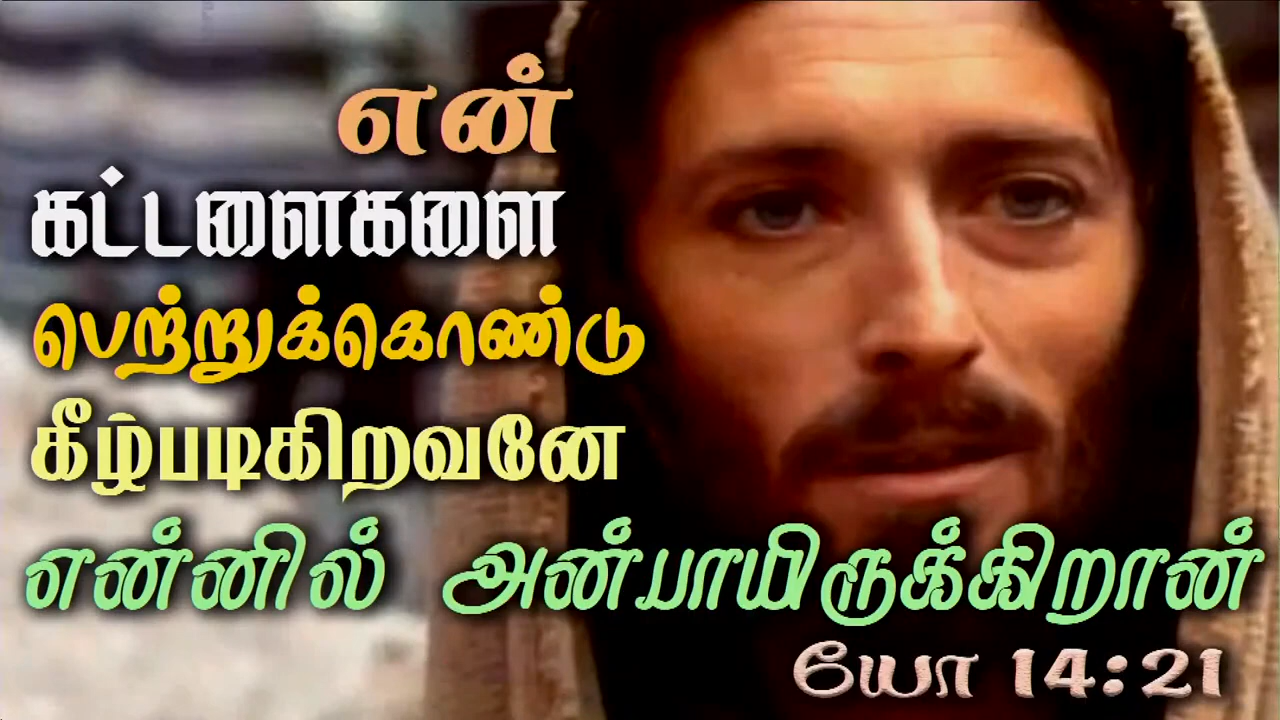 என்
கட்டளைகளை
பெற்றுக்கொண்டு
கீழ்படிகிறவனே
என்னில் அன்பாயிருக்கிறான்
யோ 14:21